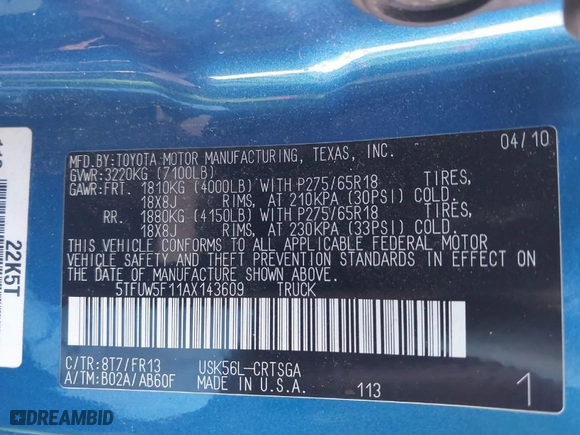 MFD.BY:TOYOTA MOTOR MANUFACTURING, TEXAS, INC. 04/10
GVWR:3220KG (7100LB)
GAWR:FRT. 1810KG (4000LB) WITH P275/65R18 TIRES,
18X8J RIMS, AT 210KPA (30PSI) COLD.
RR. 1880KG (4150LB) WITH P275/65R18 TIRES,
18X8J RIMS, AT 230KPA (33PSI) COLD.
THIS VEHICLE CONFORMS TO ALL APPLICABLE FEDERAL MOTOR
VEHICLE SAFETY AND THEFT PREVENTION STANDARDS IN EFFECT ON
THE DATE OF MANUFACTURE SHOWN ABOVE.
5TFUW5F11AX143609 TRUCK
C/TR:8T7/FR13 USK56L-CRTSGA
A/TM:B02A/AB60F MADE IN U.S.A. 113 1
22K5T
DREAMBID